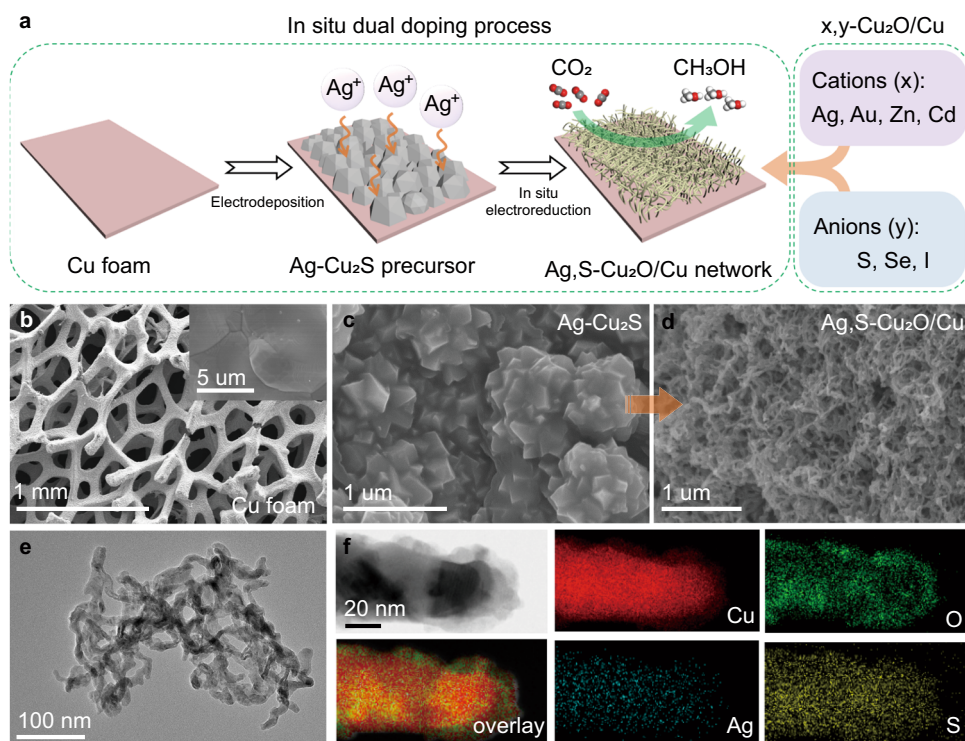 a
In situ dual doping process
x,y-Cu₂O/Cu
Ag⁺
Ag⁺
Ag⁺
CO₂
CH₃OH
Cations (x):
Ag, Au, Zn, Cd
Electrodeposition
In situ
electroreduction
Anions (y):
S, Se, I
Cu foam
Ag-Cu₂S precursor
Ag,S-Cu₂O/Cu network
b
5 um
1 mm
Cu foam
c
Ag-Cu₂S
1 um
d
Ag,S-Cu₂O/Cu
1 um
e
100 nm
f
20 nm
Cu
O
overlay
Ag
S